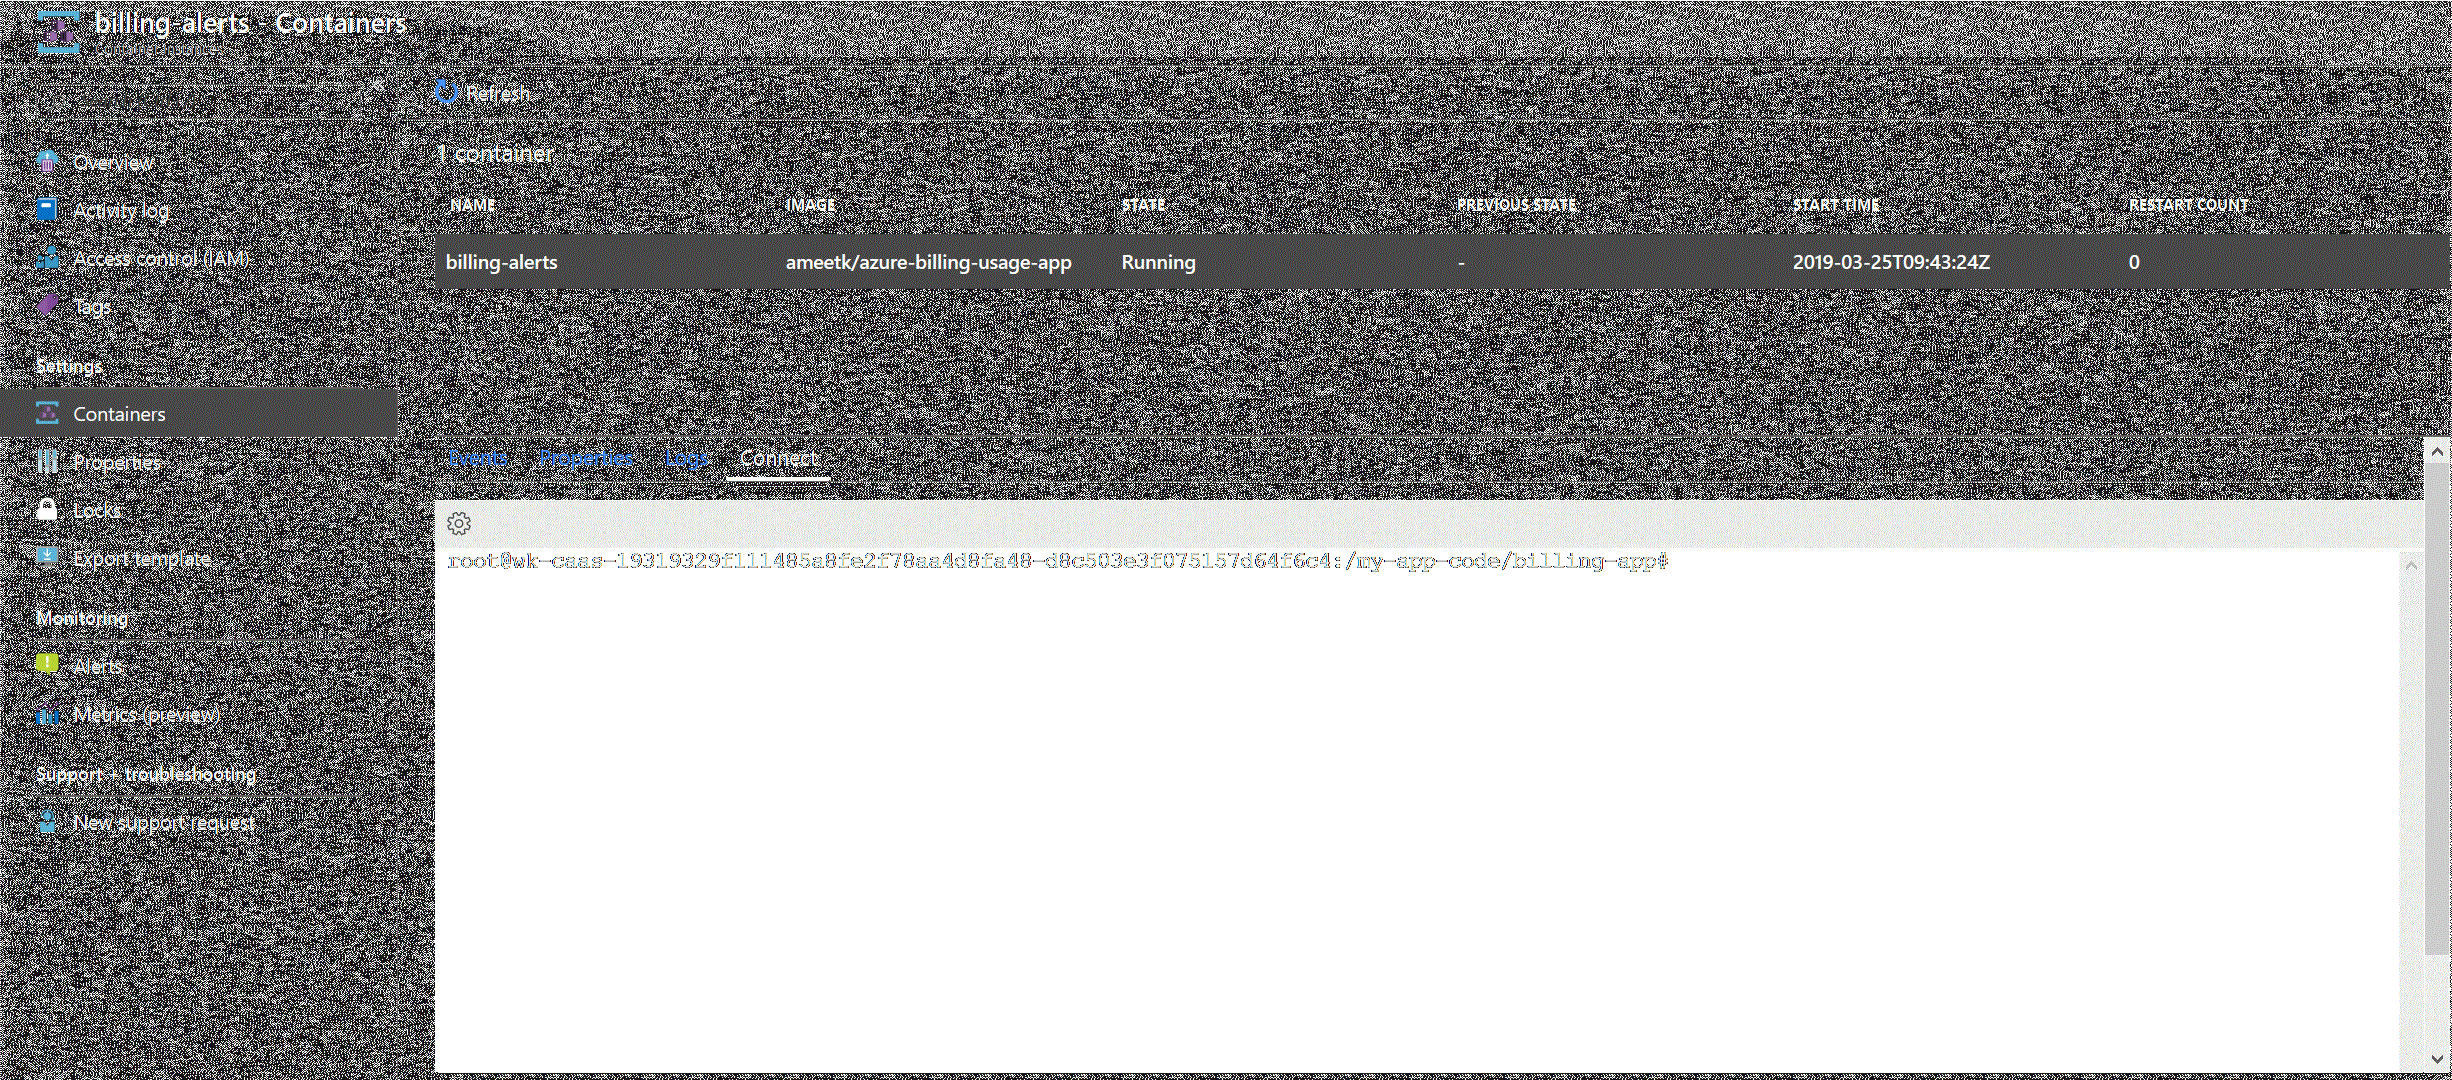 billing-alerts - Containers
Refresh
1 container
Overview
Activity log
Access control (IAM)
Tags
Settings
Containers
Properties
Locks
Export template
Monitoring
Alerts
Metrics (preview)
Support + troubleshooting
New support request
NAME IMAGE STATE PREVIOUS STATE START TIME RESTART COUNT
billing-alerts ameetk/azure-billing-usage-app Running - 2019-03-25T09:43:24Z 0
Events Properties Logs Connect
root@wk-caas-19319329f111485a8fe2f78aa4d8fa48-d8c503e3f075157d64f6c4:/my-app-code/billing-app#